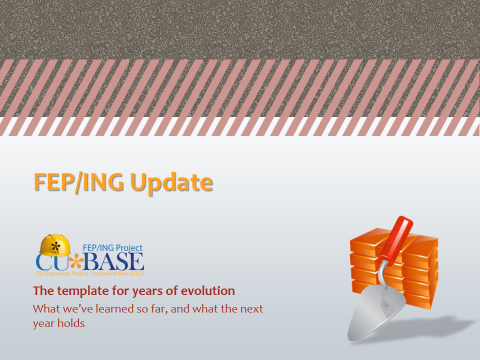 FEP/ING Update
FEP/ING Project
CU*BASE
The template for years of evolution
What we've learned so far, and what the next
year holds